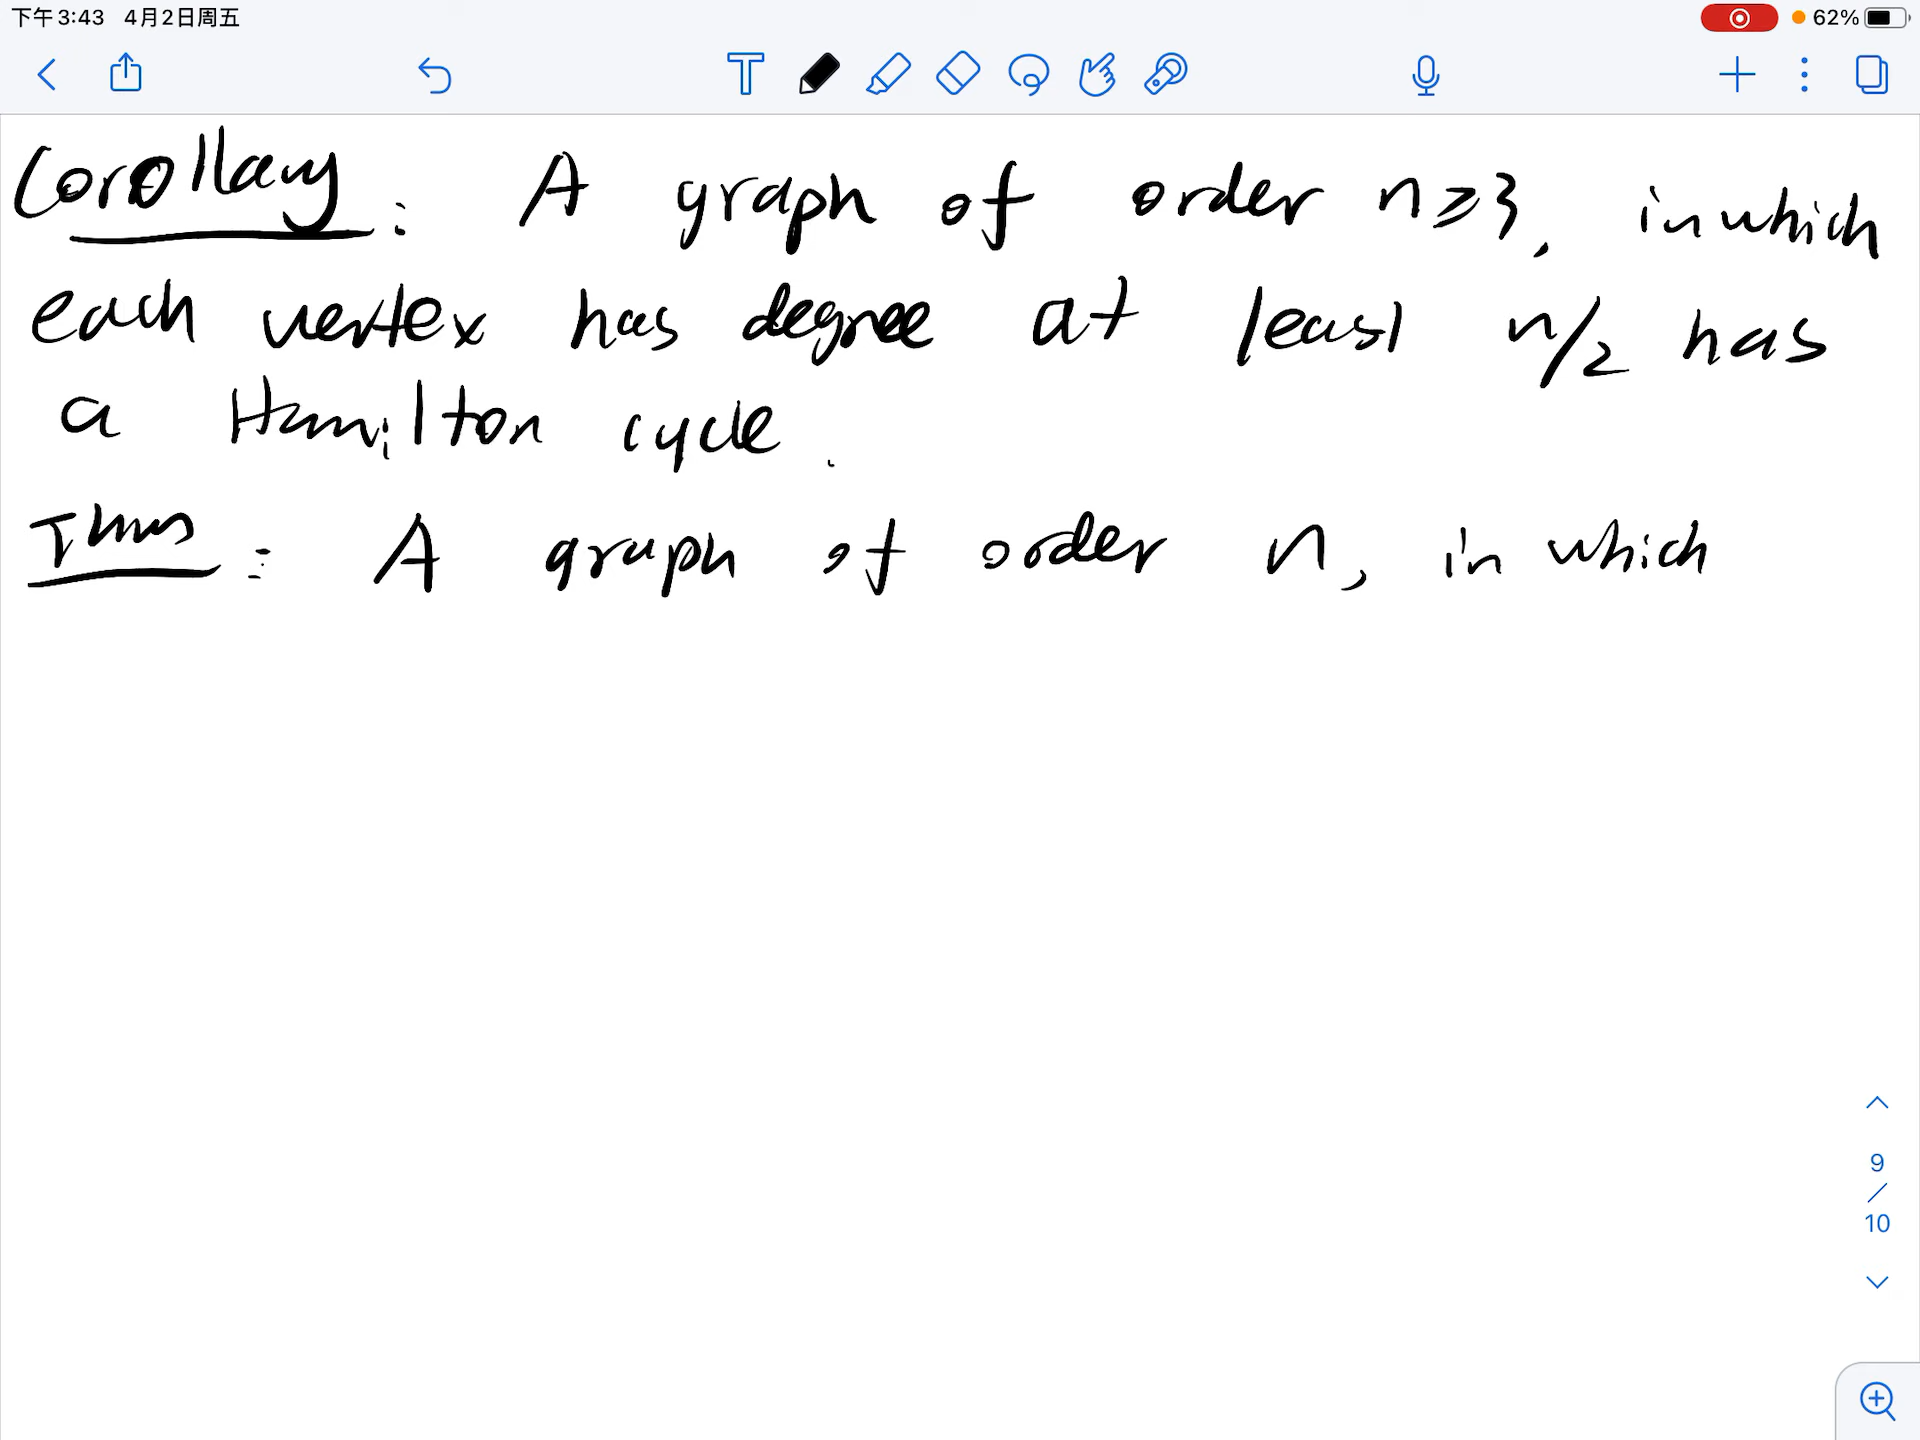 下午3:43 4月2日周五
62%
T
Corollary: A graph of order n≥3, in which
each vertex has degree at least n/2 has
a Hamilton cycle.
Thus: A graph of order n, in which
9
/
10